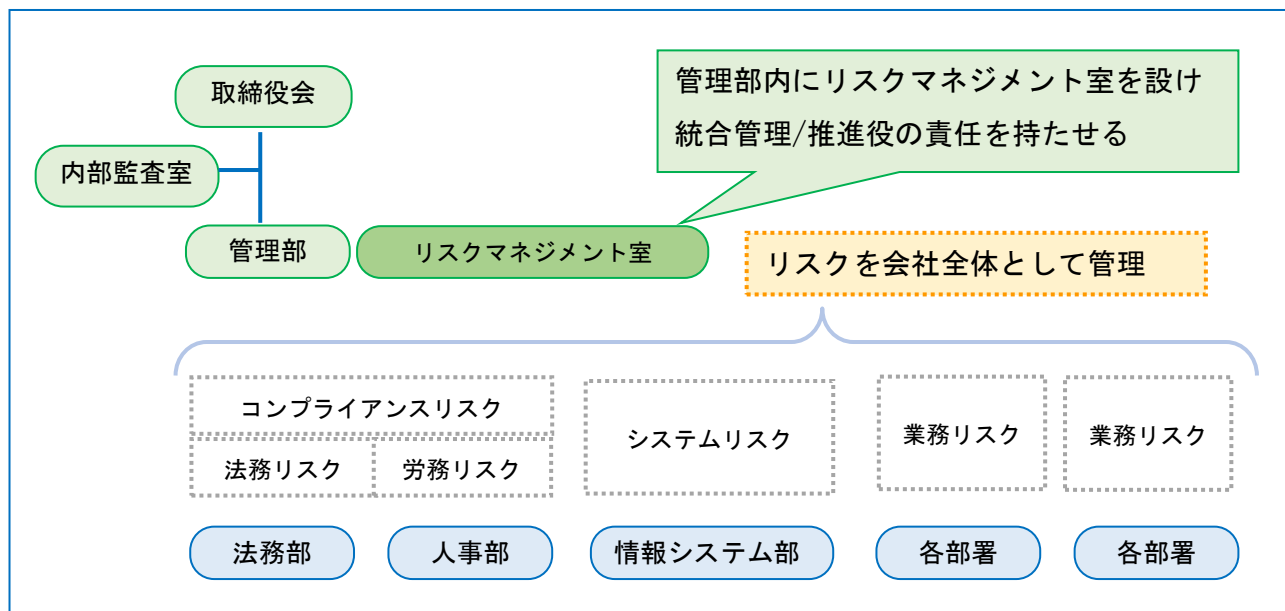 取締役会
管理部内にリスクマネジメント室を設け
統合管理/推進役の責任を持たせる
内部監査室
管理部
リスクマネジメント室
リスクを会社全体として管理
コンプライアンスリスク
法務リスク
労務リスク
システムリスク
業務リスク
業務リスク
法務部
人事部
情報システム部
各部署
各部署